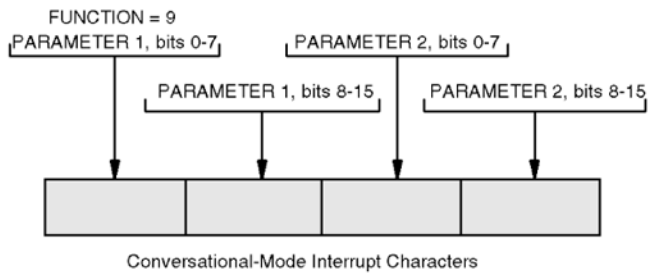 FUNCTION = 9
PARAMETER 1, bits 0-7
PARAMETER 2, bits 0-7
PARAMETER 1, bits 8-15
PARAMETER 2, bits 8-15
Conversational-Mode Interrupt Characters